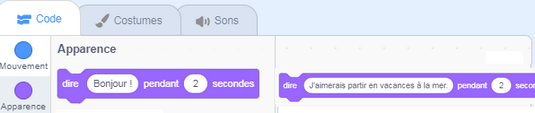 Code Costumes Sons
Mouvement
Apparence
Apparence
dire Bonjour ! pendant 2 secondes
dire J'aimerais partir en vacances à la mer. pendant 2